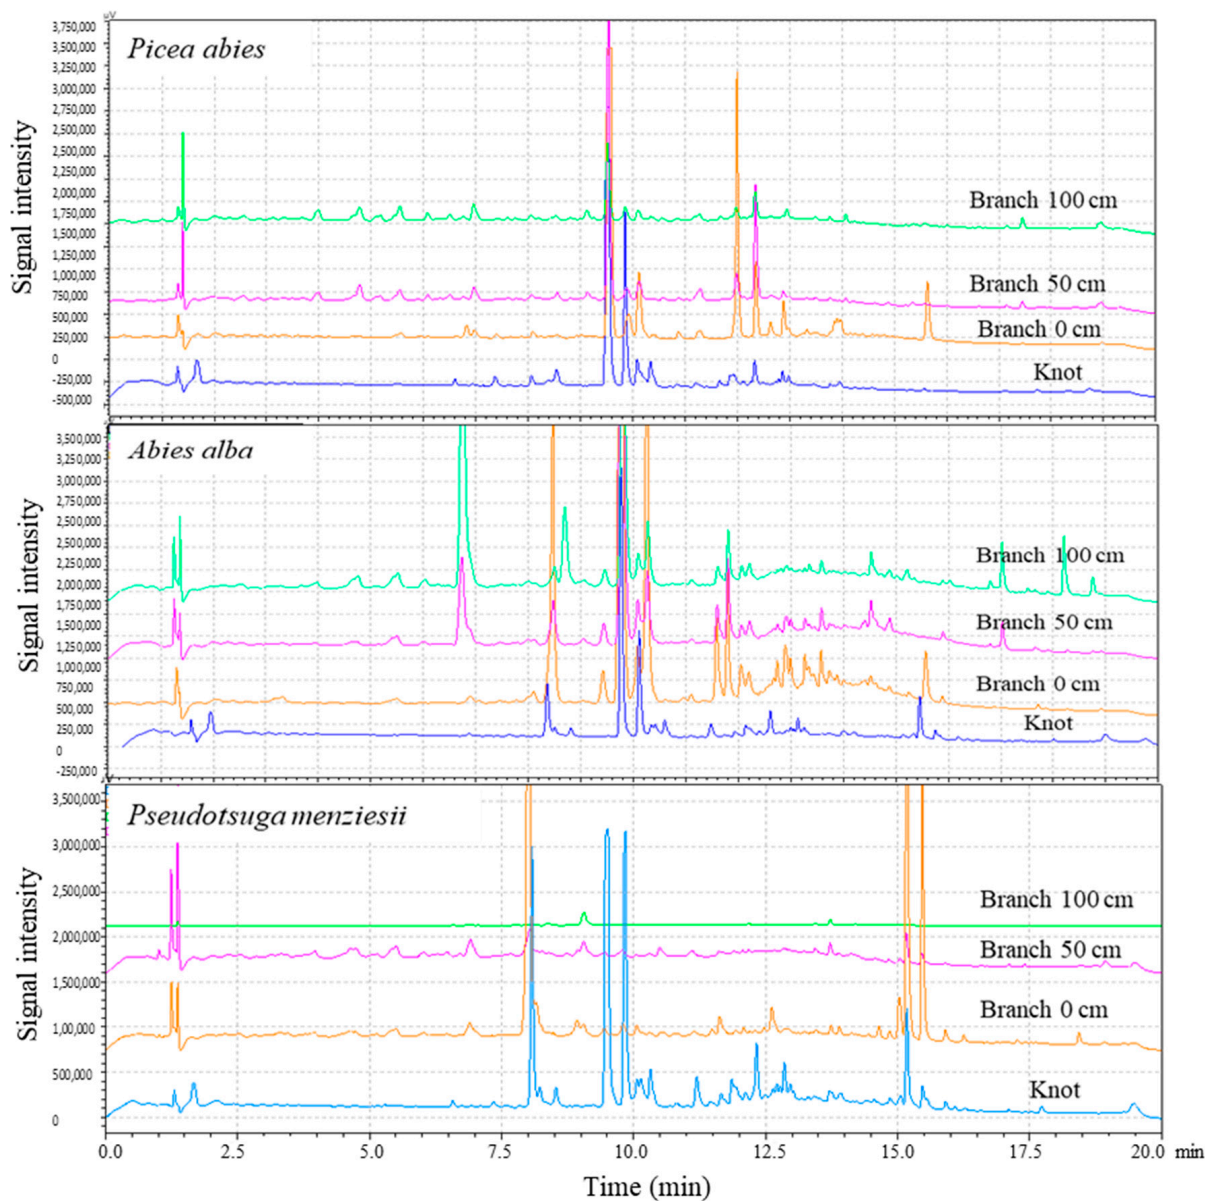 uV
3,750,000
Picea abies
3,500,000
3,250,000
3,000,000
2,750,000
2,500,000
2,250,000
2,000,000
1,750,000
1,500,000
1,250,000
1,000,000
750,000
500,000
250,000
0
-250,000
-500,000
Signal intensity
Branch 100 cm
Branch 50 cm
Branch 0 cm
Knot
Abies alba
3,500,000
3,250,000
3,000,000
2,750,000
2,500,000
2,250,000
2,000,000
1,750,000
1,500,000
1,250,000
1,000,000
750,000
500,000
250,000
0
-250,000
Signal intensity
Branch 100 cm
Branch 50 cm
Branch 0 cm
Knot
Pseudotsuga menziesii
3,500,000
3,000,000
2,500,000
2,000,000
1,500,000
1,00,000
500,000
0
Signal intensity
Branch 100 cm
Branch 50 cm
Branch 0 cm
Knot
0.0 2.5 5.0 7.5 10.0 12.5 15.0 17.5 20.0 min
Time (min)